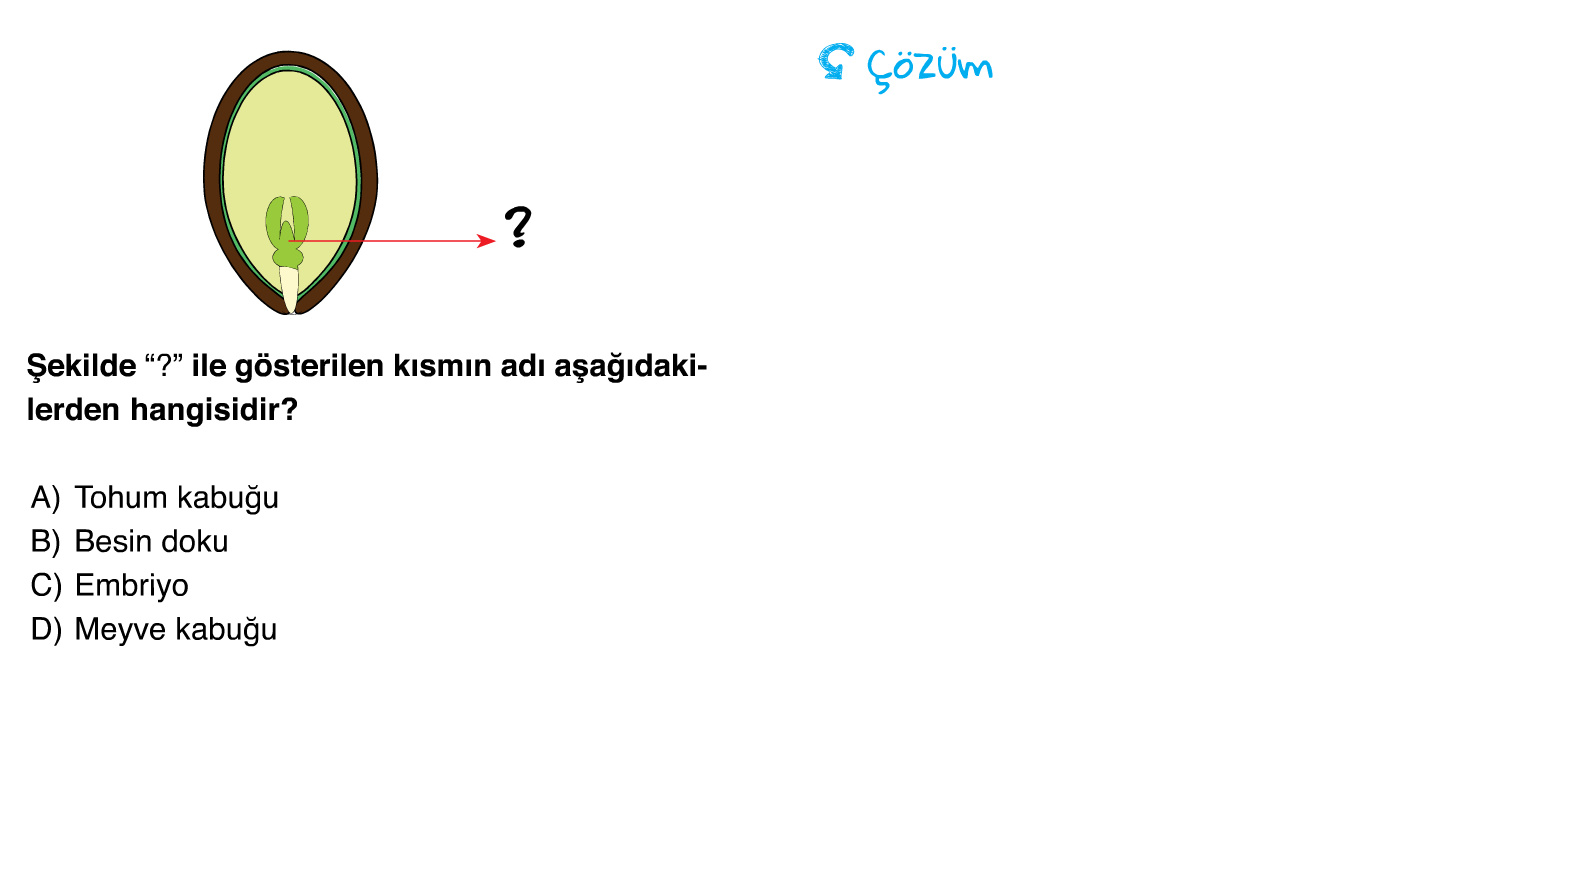 Çözüm
?
Şekilde “?” ile gösterilen kısmın adı aşağıdaki-
lerden hangisidir?
A) Tohum kabuğu
B) Besin doku
C) Embriyo
D) Meyve kabuğu